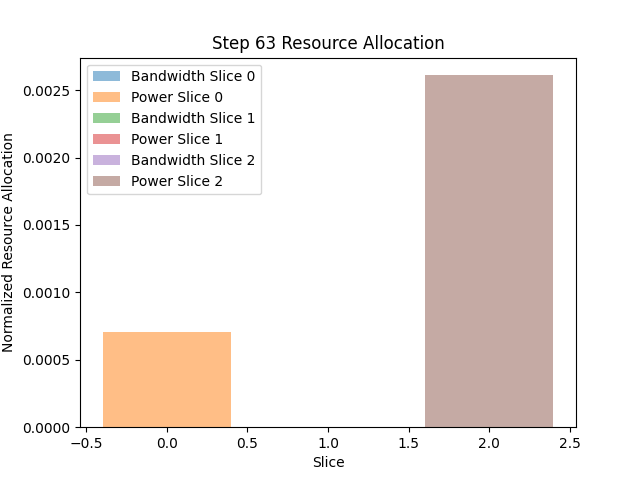 Step 63 Resource Allocation
Bandwidth Slice 0
Power Slice 0
Bandwidth Slice 1
Power Slice 1
Bandwidth Slice 2
Power Slice 2
Normalized Resource Allocation
0.0025
0.0020
0.0015
0.0010
0.0005
0.0000
−0.5 0.0 0.5 1.0 1.5 2.0 2.5
Slice